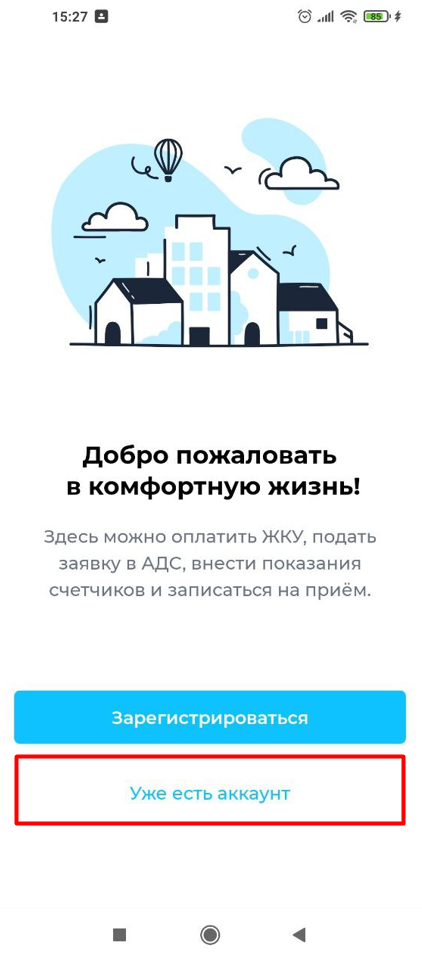 15:27
85
Добро пожаловать
в комфортную жизнь!
Здесь можно оплатить ЖКУ, подать
заявку в АДС, внести показания
счетчиков и записаться на приём.
Зарегистрироваться
Уже есть аккаунт